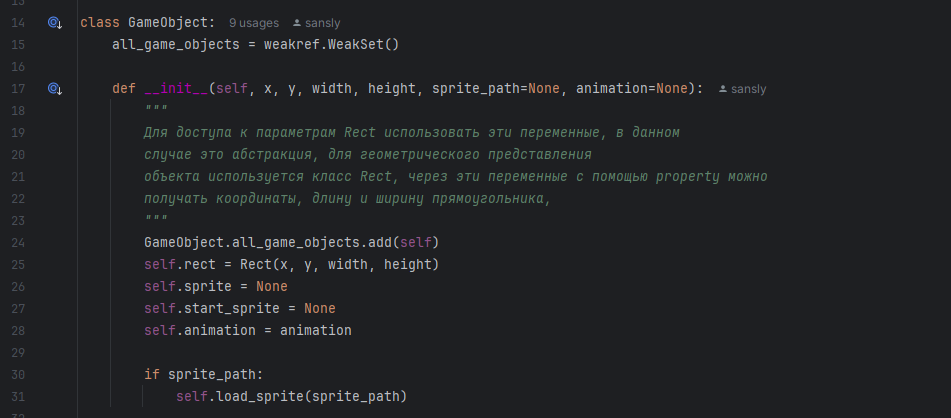 13
14 class GameObject: 9 usages sansly
15 all_game_objects = weakref.WeakSet()
16
17 def __init__(self, x, y, width, height, sprite_path=None, animation=None): sansly
18 """
19 Для доступа к параметрам Rect использовать эти переменные, в данном
20 случае это абстракция, для геометрического представления
21 объекта используется класс Rect, через эти переменные с помощью property можно
22 получать координаты, длину и ширину прямоугольника,
23 """
24 GameObject.all_game_objects.add(self)
25 self.rect = Rect(x, y, width, height)
26 self.sprite = None
27 self.start_sprite = None
28 self.animation = animation
29
30 if sprite_path:
31 self.load_sprite(sprite_path)
32